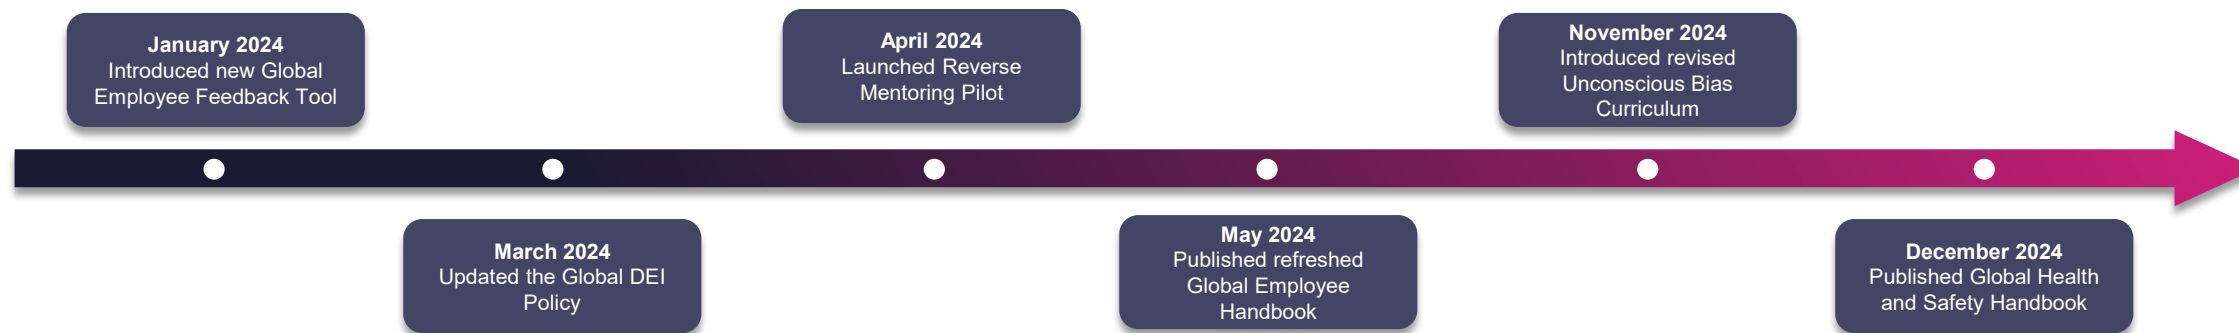 January 2024
Introduced new Global
Employee Feedback Tool
March 2024
Updated the Global DEI
Policy
April 2024
Launched Reverse
Mentoring Pilot
May 2024
Published refreshed
Global Employee
Handbook
November 2024
Introduced revised
Unconscious Bias
Curriculum
December 2024
Published Global Health
and Safety Handbook